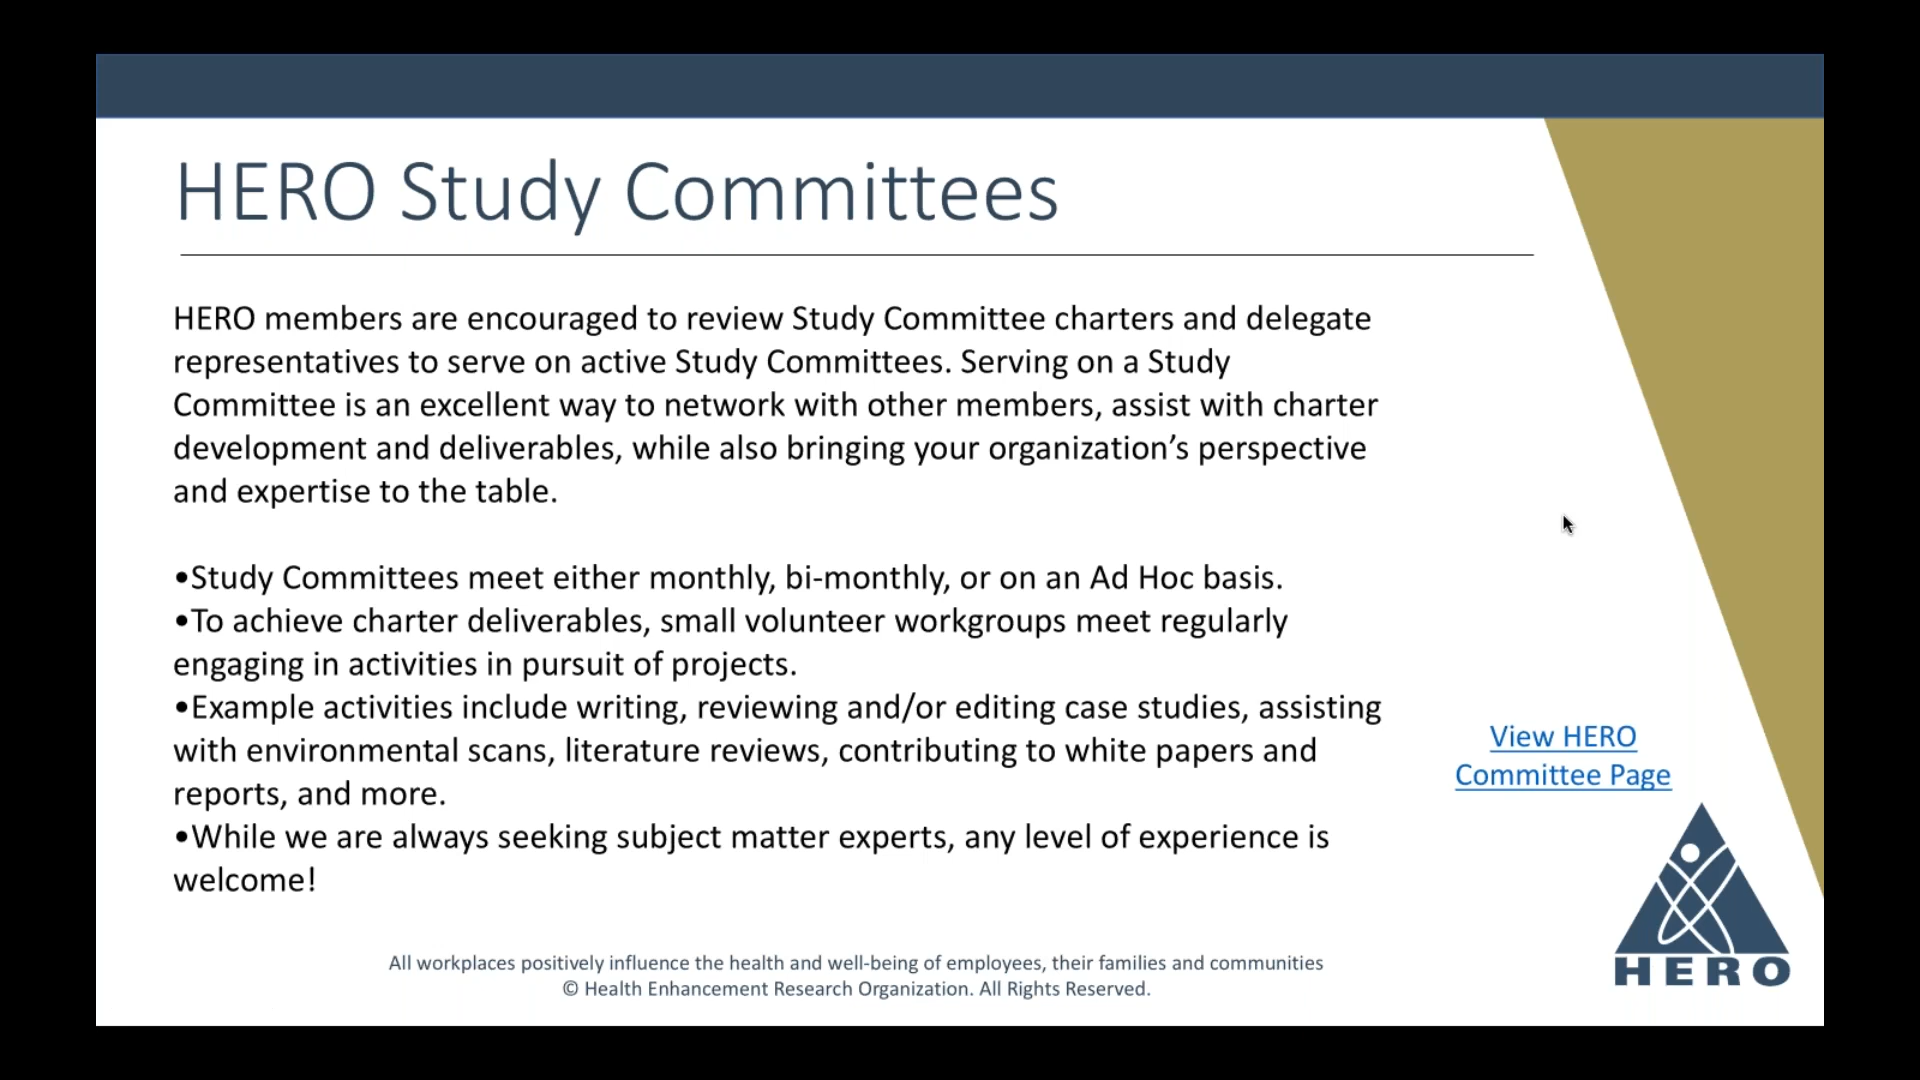 HERO Study Committees
HERO members are encouraged to review Study Committee charters and delegate
representatives to serve on active Study Committees. Serving on a Study
Committee is an excellent way to network with other members, assist with charter
development and deliverables, while also bringing your organization’s perspective
and expertise to the table.
•Study Committees meet either monthly, bi-monthly, or on an Ad Hoc basis.
•To achieve charter deliverables, small volunteer workgroups meet regularly
engaging in activities in pursuit of projects.
•Example activities include writing, reviewing and/or editing case studies, assisting
with environmental scans, literature reviews, contributing to white papers and
reports, and more.
•While we are always seeking subject matter experts, any level of experience is
welcome!
View HERO
Committee Page
HERO
All workplaces positively influence the health and well-being of employees, their families and communities
© Health Enhancement Research Organization. All Rights Reserved.